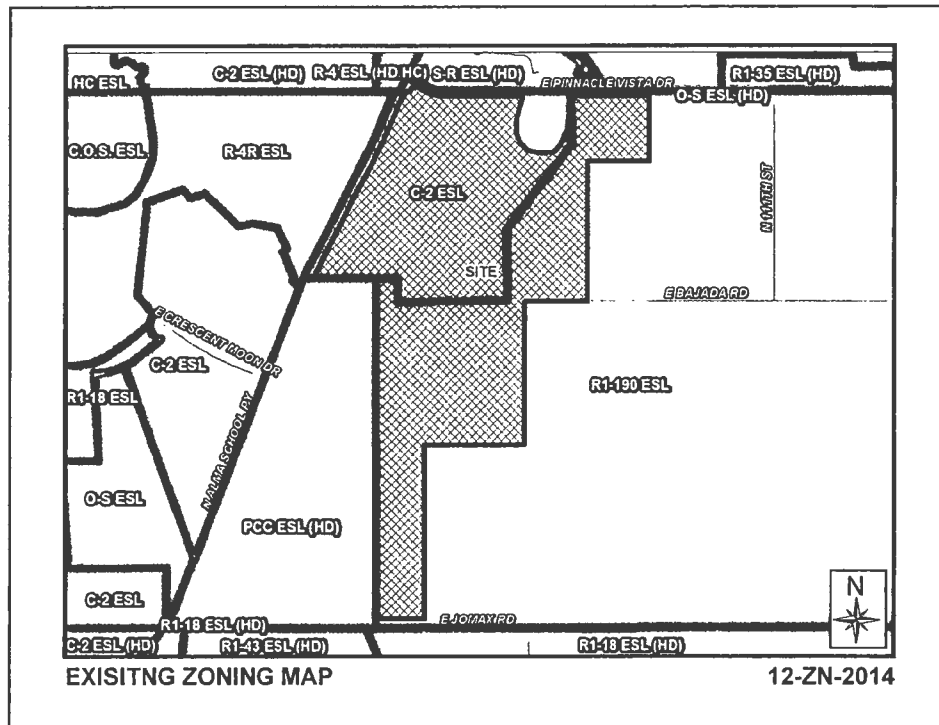 HC ESL
C-2 ESL (HD)
R-4 ESL (HD HC)
S-R ESL (HD)
E PINNACLE VISTA DR
R1-35 ESL (HD)
O-S ESL (HD)
C.O.S. ESL
R-4R ESL
C-2 ESL
N 111TH ST
SITE
E BAJADA RD
E CRESCENT MOON DR
C-2 ESL
R1-18 ESL
R1-190 ESL
N ALMA SCHOOL PY
O-S ESL
PCC ESL (HD)
C-2 ESL
N
R1-18 ESL (HD)
E JOMAX RD
C-2 ESL (HD)
R1-43 ESL (HD)
R1-18 ESL (HD)
EXISITNG ZONING MAP
12-ZN-2014